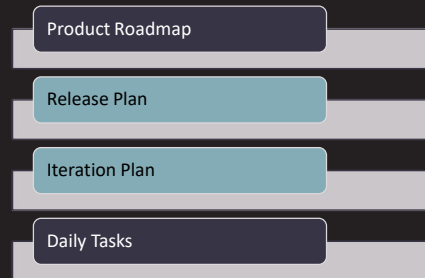 Product Roadmap
Release Plan
Iteration Plan
Daily Tasks